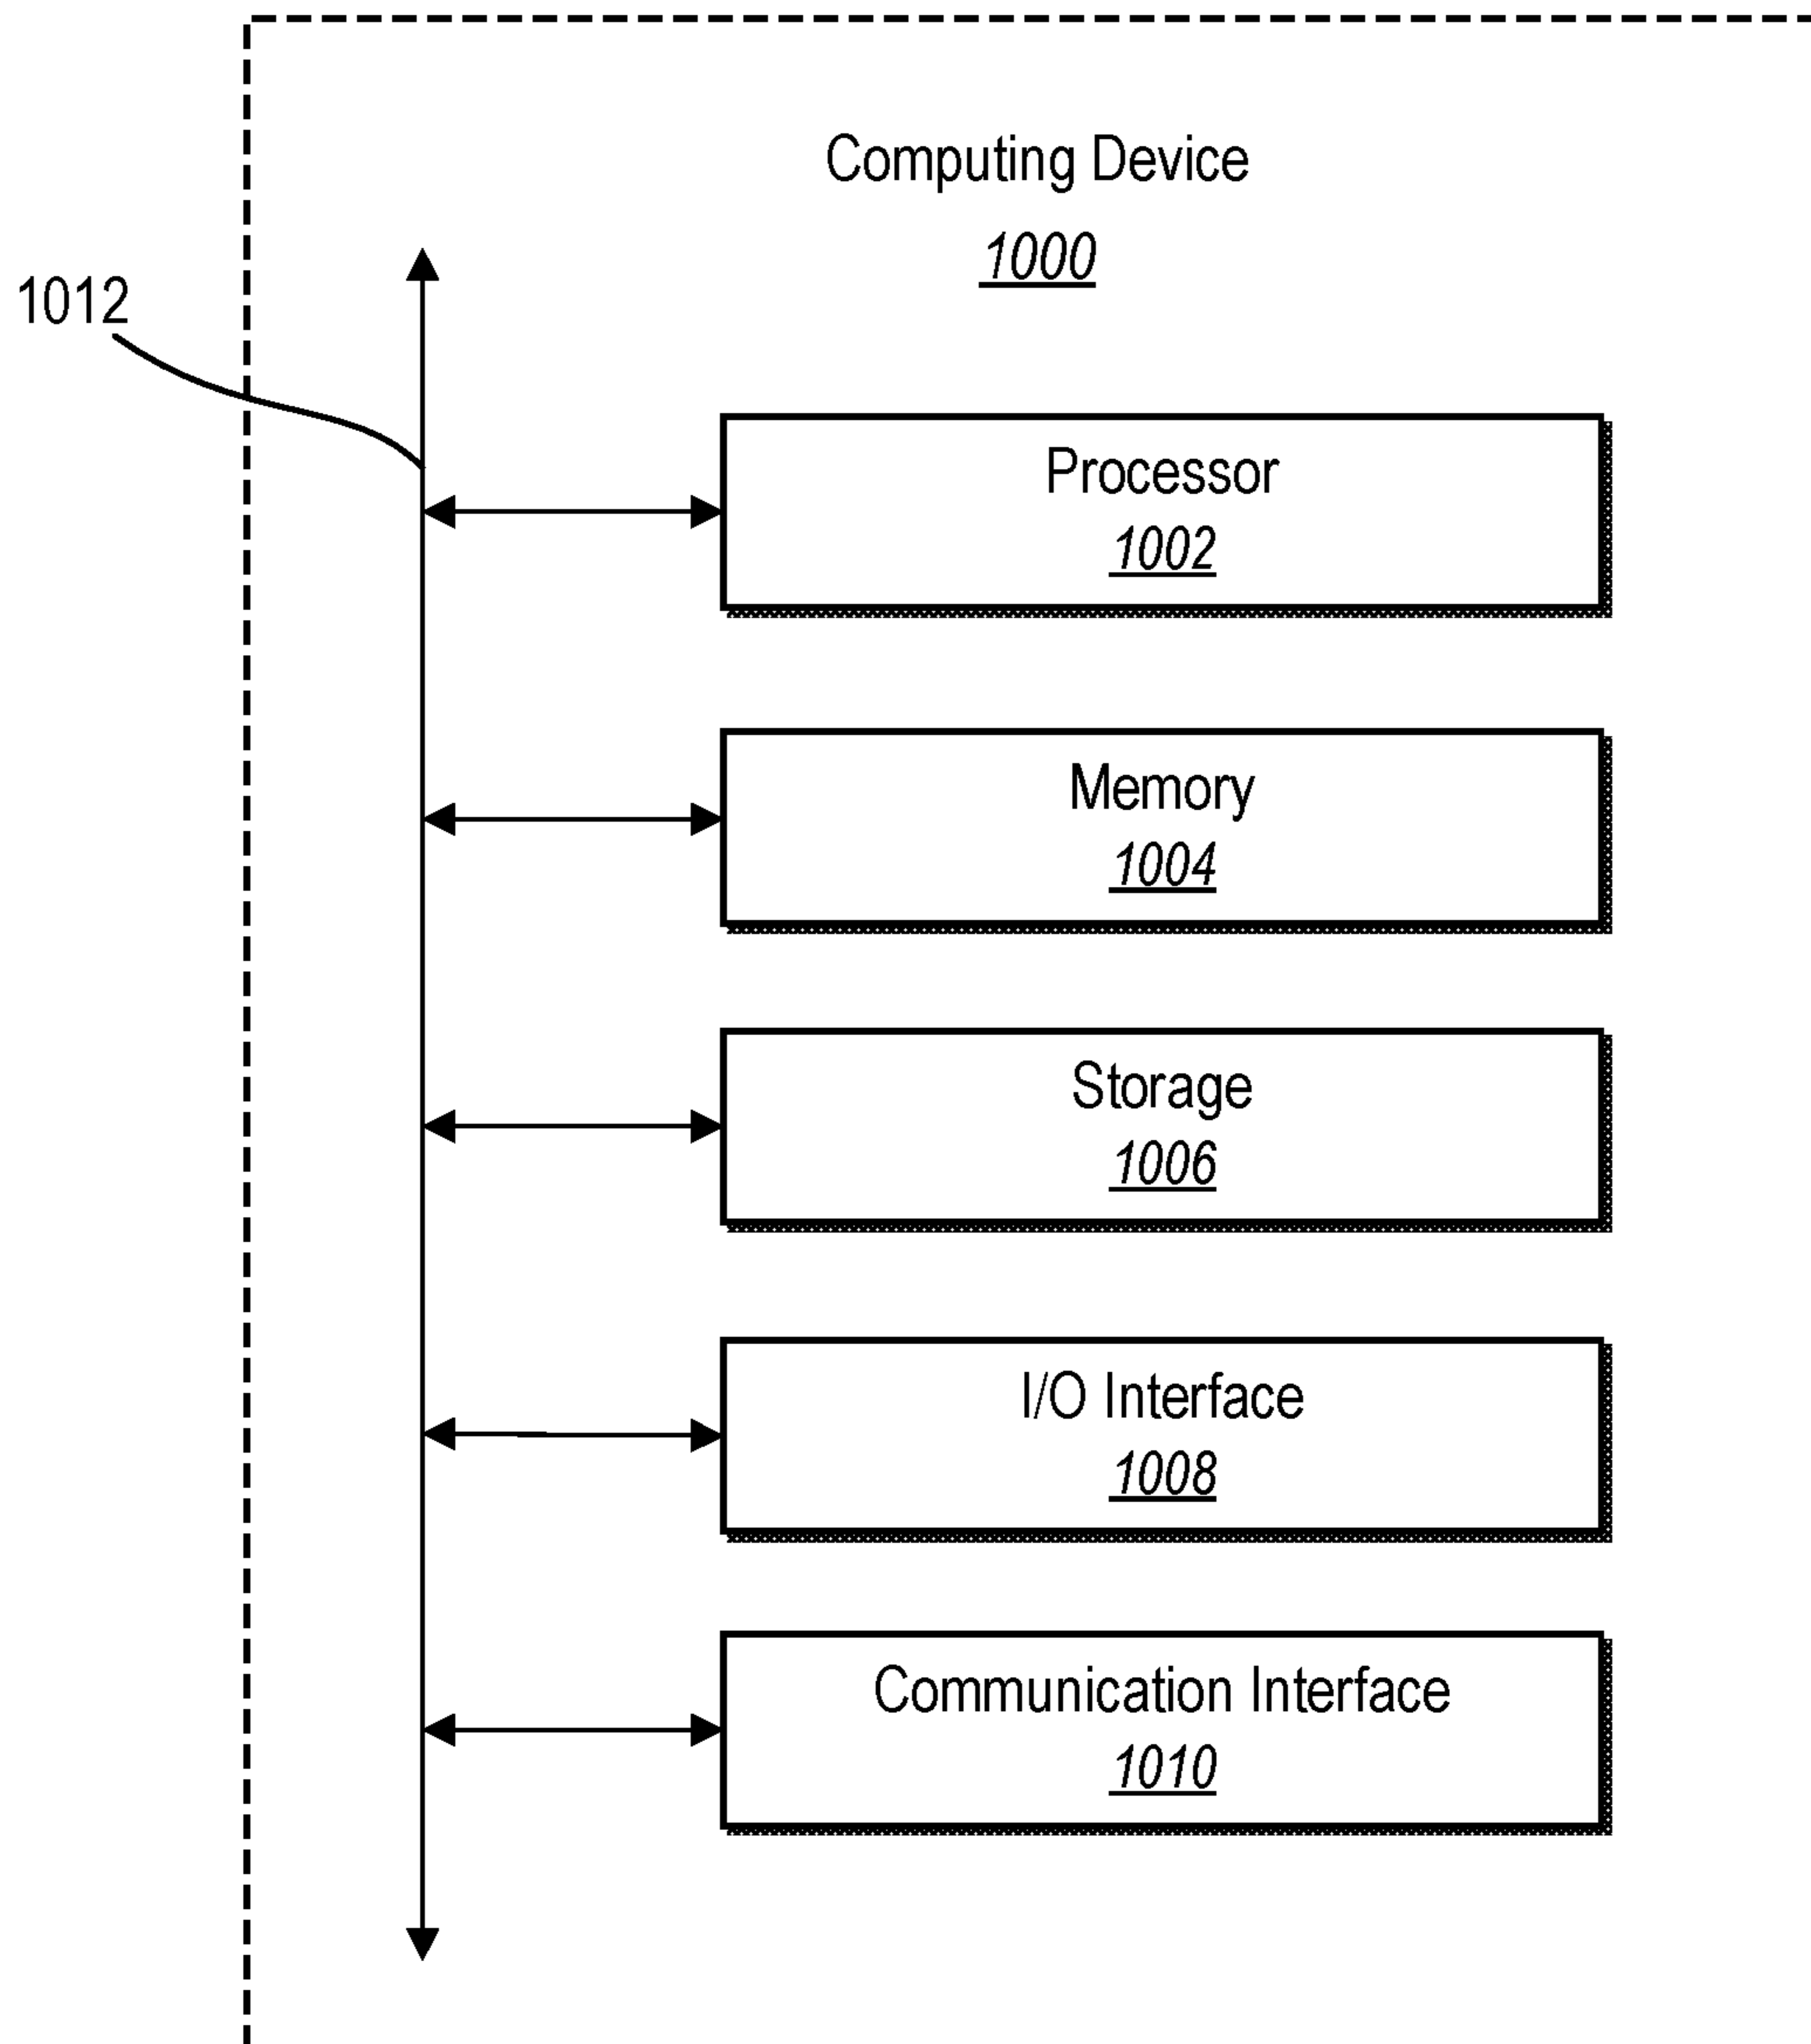 Computing Device
1000
1012
Processor
1002
Memory
1004
Storage
1006
I/O Interface
1008
Communication Interface
1010